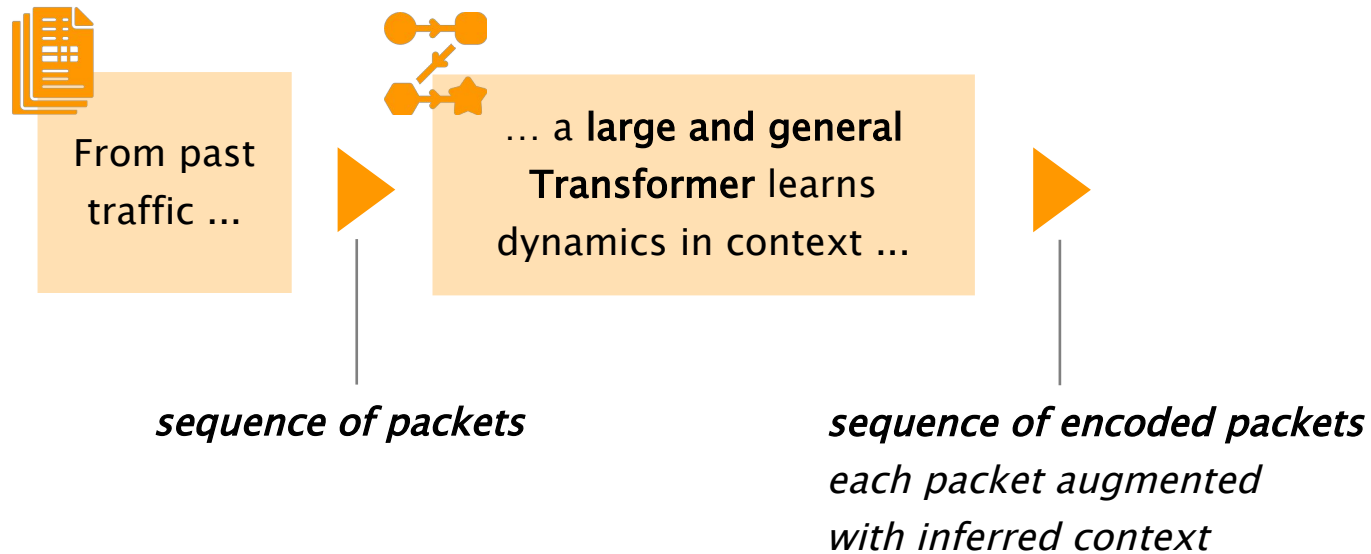 From past
traffic ...
... a large and general
Transformer learns
dynamics in context ...
sequence of packets
sequence of encoded packets
each packet augmented
with inferred context